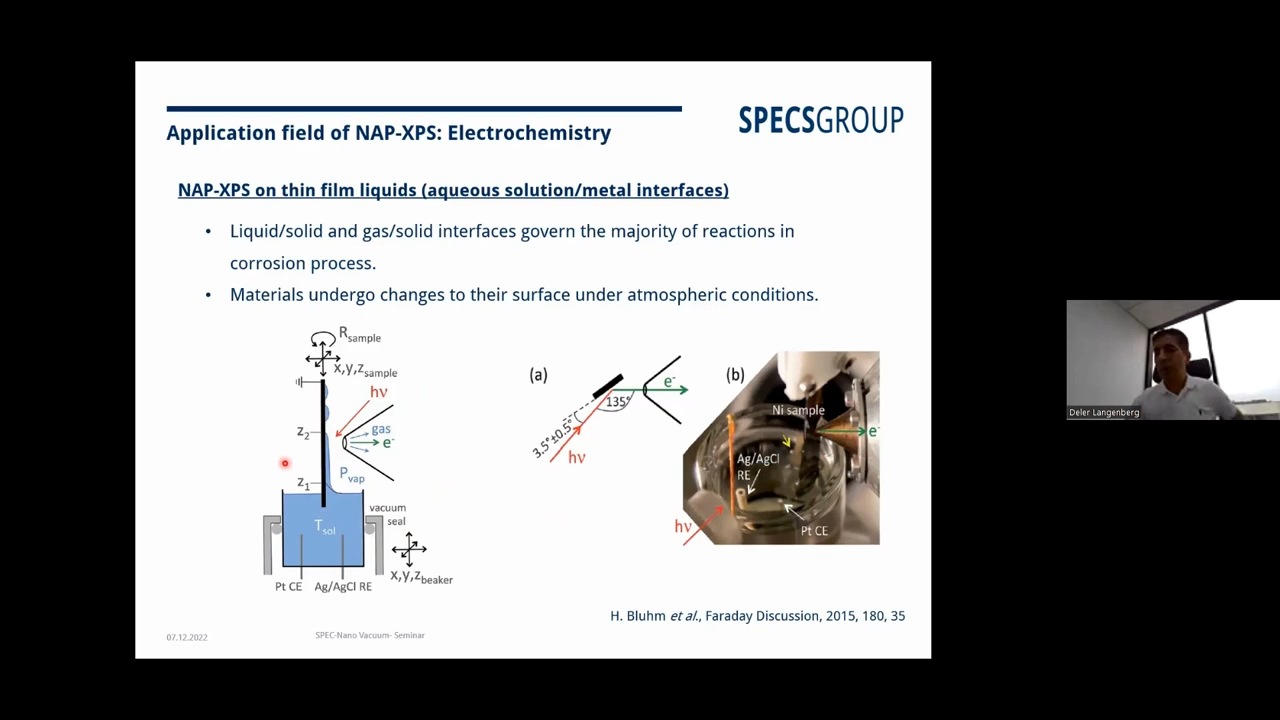 Application field of NAP-XPS: Electrochemistry
SPECSGROUP
NAP-XPS on thin film liquids (aqueous solution/metal interfaces)
• Liquid/solid and gas/solid interfaces govern the majority of reactions in
corrosion process.
• Materials undergo changes to their surface under atmospheric conditions.
Rsample
x,y,zsample
hν
gas
e-
z2
z1
Pvap
Tsol
vacuum
seal
Pt CE
Ag/AgCl RE
x,y,zbeaker
(a)
e-
135°
3.5°±0.5°
hν
(b)
Ni sample
e-
Ag/AgCl
RE
hν
Pt CE
H. Bluhm et al., Faraday Discussion, 2015, 180, 35
07.12.2022
SPEC-Nano Vacuum- Seminar
Deler Langenberg